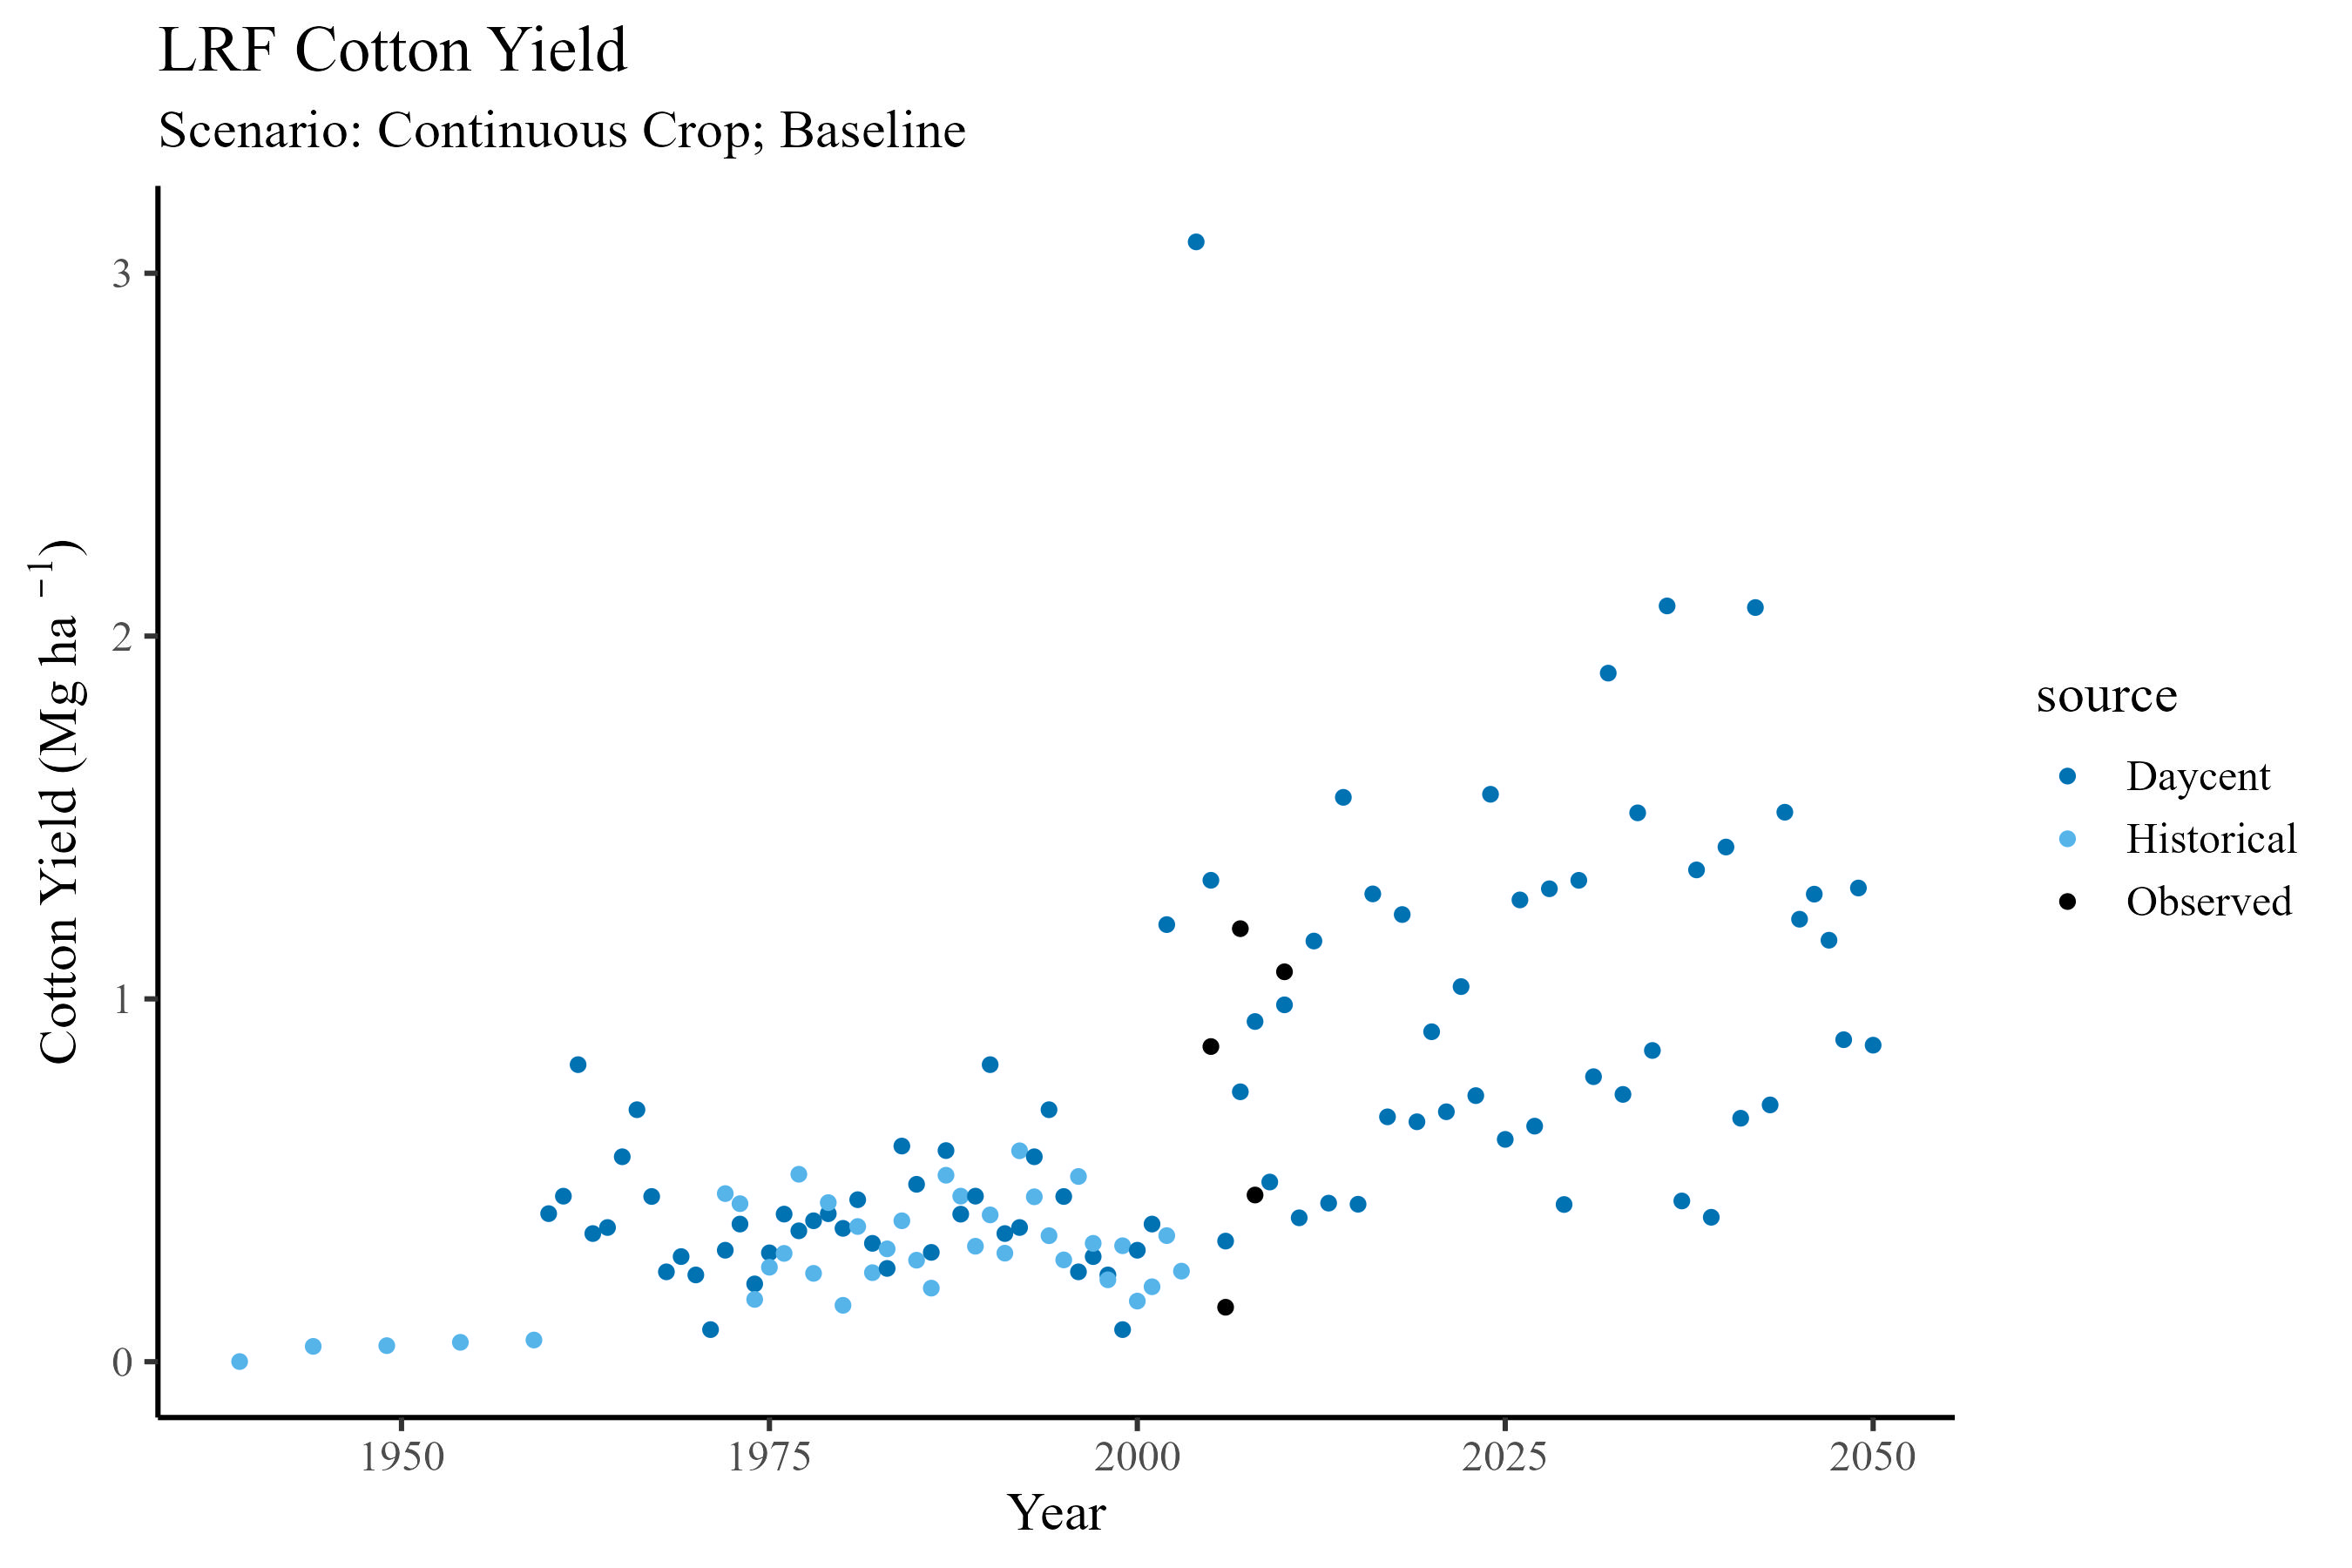 LRF Cotton Yield
Scenario: Continuous Crop; Baseline
Cotton Yield (Mg ha −1)
3
2
1
0
1950
1975
2000
2025
2050
Year
source
Daycent
Historical
Observed